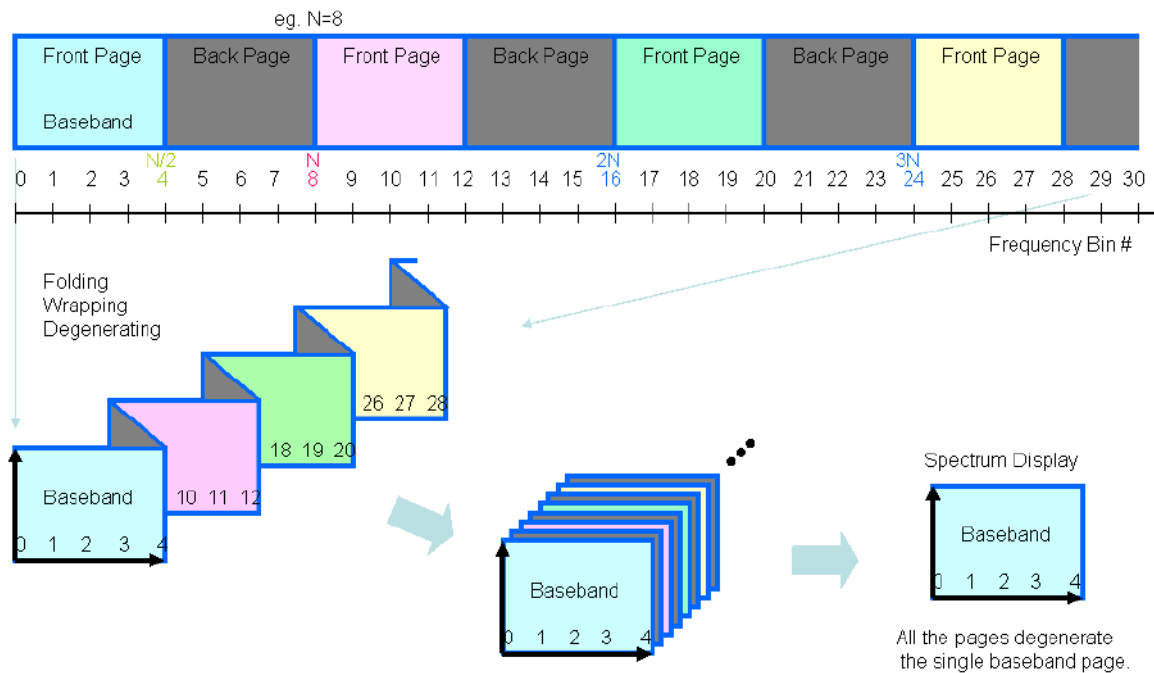 eg. N=8
Front Page Back Page Front Page Back Page Front Page Back Page Front Page
Baseband
N/2 N 2N 3N
0 1 2 3 4 5 6 7 8 9 10 11 12 13 14 15 16 17 18 19 20 21 22 23 24 25 26 27 28 29 30
Frequency Bin #
Folding
Wrapping
Degenerating
26 27 28
18 19 20
10 11 12
Baseband
0 1 2 3 4
Baseband
0 1 2 3 4
Spectrum Display
Baseband
0 1 2 3 4
All the pages degenerate
the single baseband page.